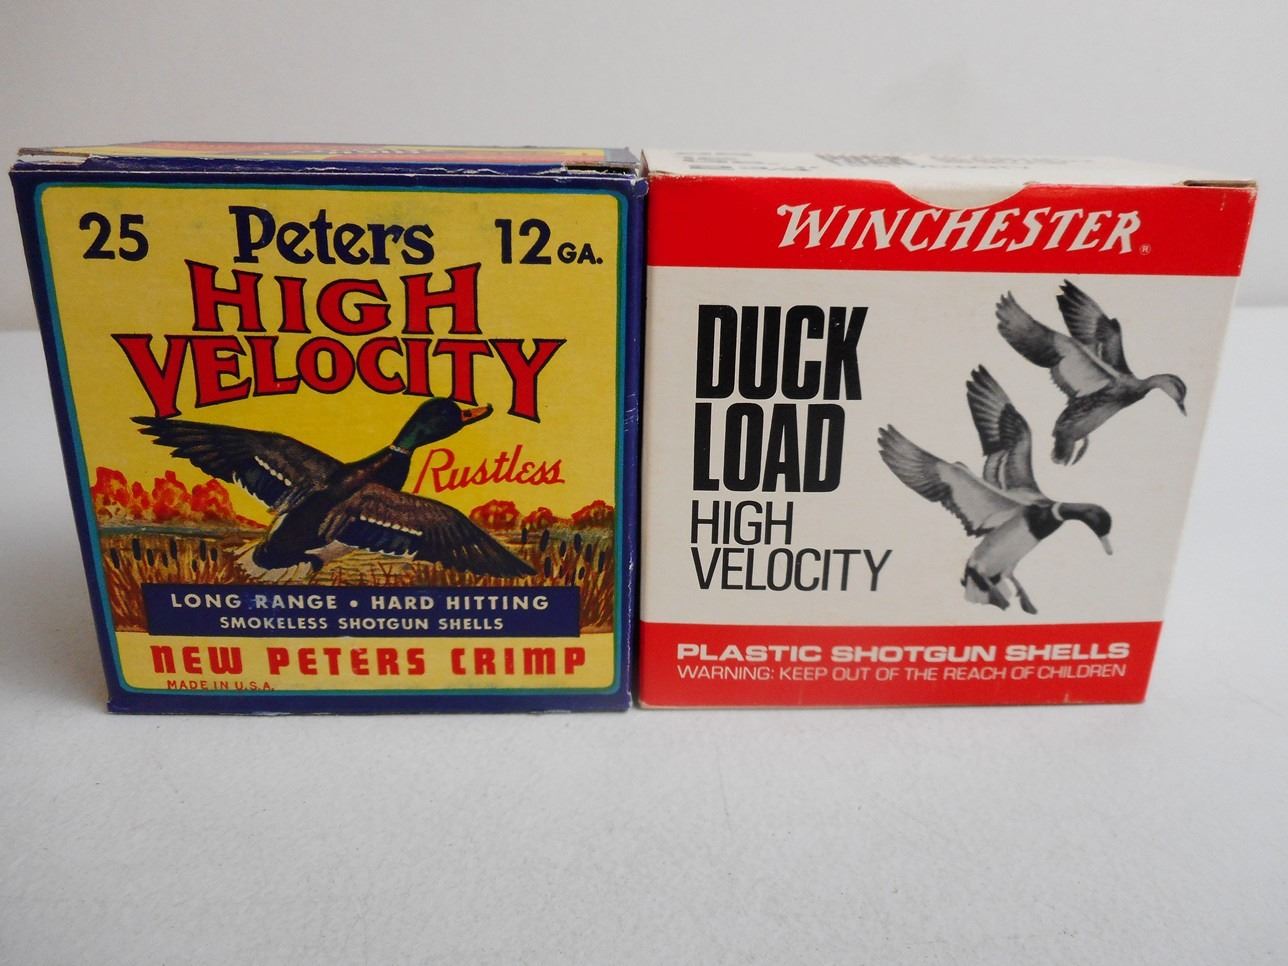 25 Peters 12 GA.
HIGH
VELOCITY
Rustless
LONG RANGE • HARD HITTING
SMOKELESS SHOTGUN SHELLS
NEW PETERS CRIMP
MADE IN U.S.A.
WINCHESTER®
DUCK
LOAD
HIGH
VELOCITY
PLASTIC SHOTGUN SHELLS
WARNING: KEEP OUT OF THE REACH OF CHILDREN